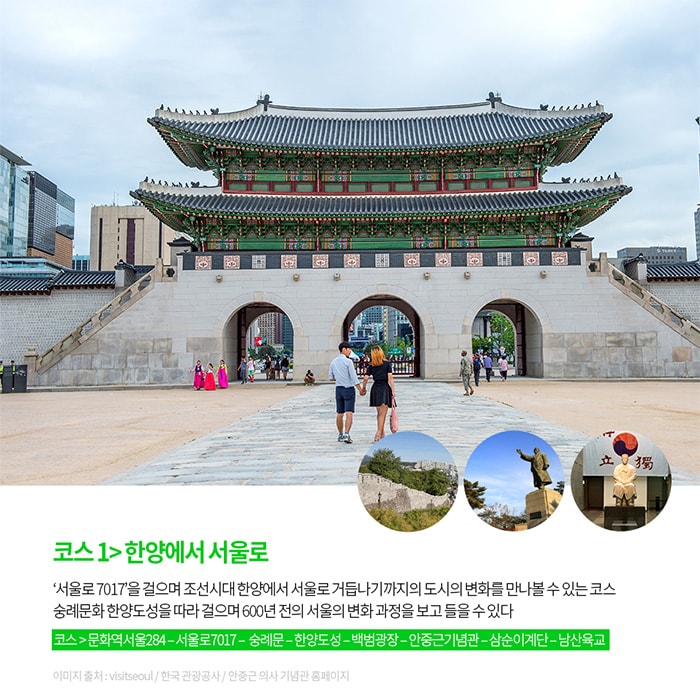 立獨
코스 1> 한양에서 서울로
‘서울로 7017’을 걸으며 조선시대 한양에서 서울로 거듭나기까지의 도시의 변화를 만나볼 수 있는 코스
숭례문화 한양도성을 따라 걸으며 600년 전의 서울의 변화 과정을 보고 들을 수 있다
코스 > 문화역서울284 – 서울로7017 – 숭례문 – 한양도성 – 백범광장 – 안중근기념관 – 삼순이계단 – 남산육교
이미지 출처 : visitseoul / 한국 관광공사 / 안중근 의사 기념관 홈페이지